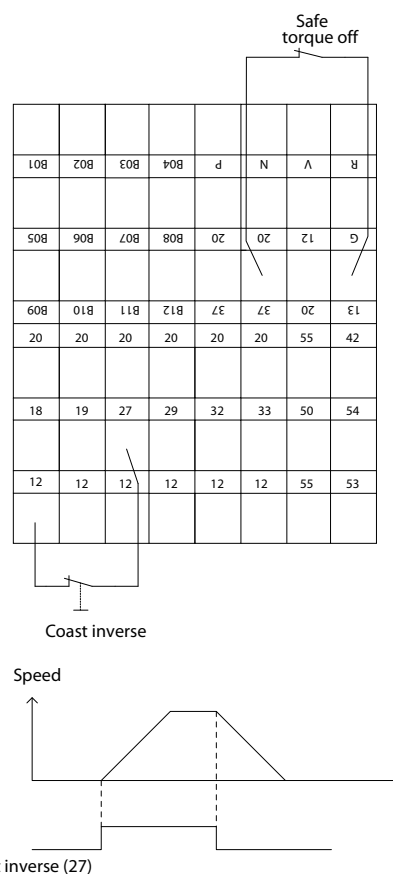 Safe
torque off
B01 B02 B03 B04 P N V R
B05 B06 B07 B08 20 20 12 G
B09 B10 B11 B12 37 37 20 13
20 20 20 20 20 20 55 42
18 19 27 29 32 33 50 54
12 12 12 12 12 12 55 53
Coast inverse
Speed
t inverse (27)